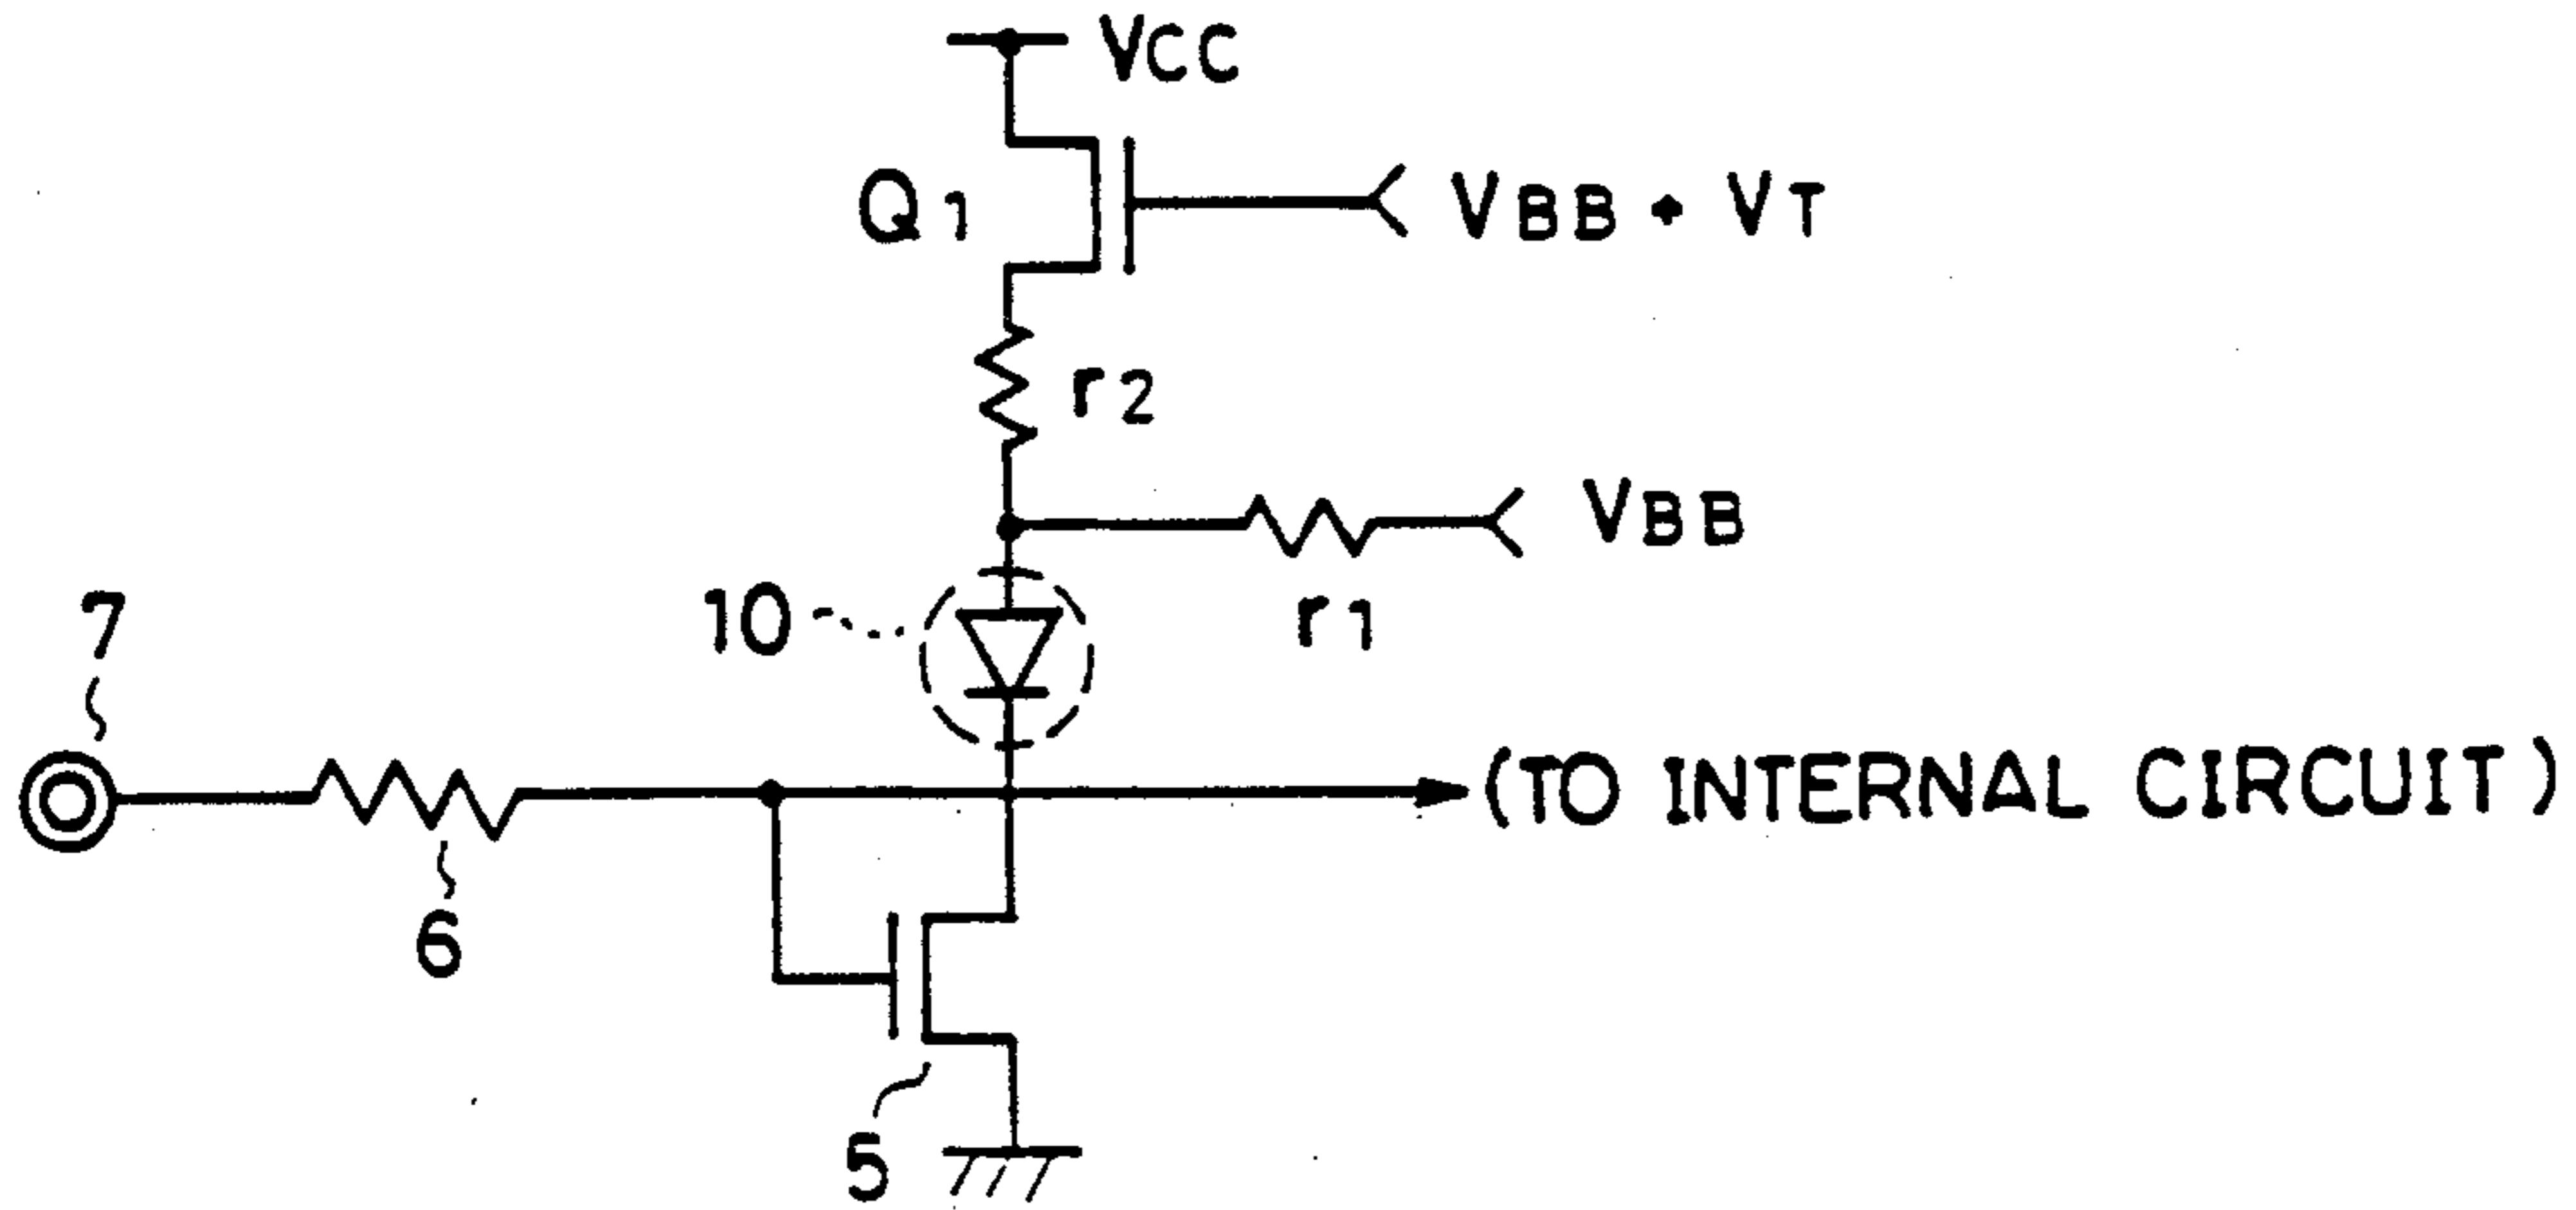 VCC
Q1
VBB + VT
r2
VBB
r1
10
7
6
(TO INTERNAL CIRCUIT)
5